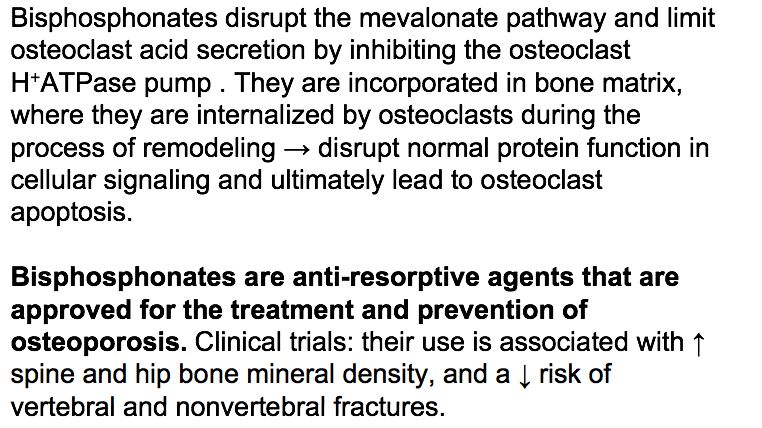 Bisphosphonates disrupt the mevalonate pathway and limit
osteoclast acid secretion by inhibiting the osteoclast
H⁺ATPase pump . They are incorporated in bone matrix,
where they are internalized by osteoclasts during the
process of remodeling → disrupt normal protein function in
cellular signaling and ultimately lead to osteoclast
apoptosis.
Bisphosphonates are anti-resorptive agents that are
approved for the treatment and prevention of
osteoporosis. Clinical trials: their use is associated with ↑
spine and hip bone mineral density, and a ↓ risk of
vertebral and nonvertebral fractures.